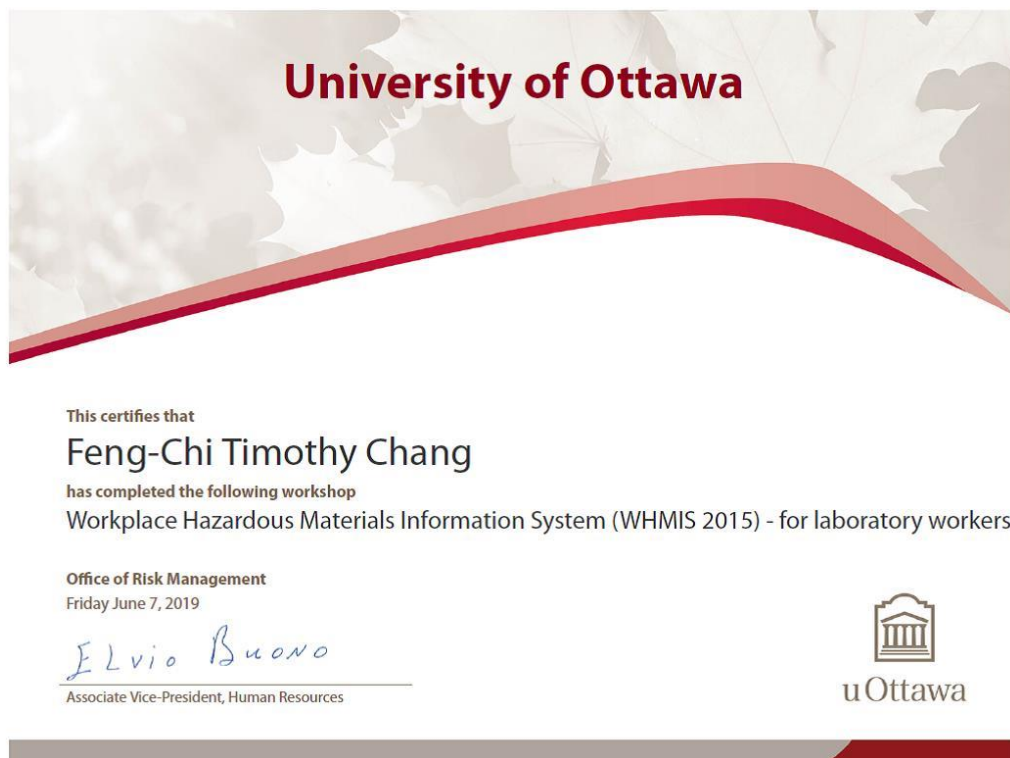 University of Ottawa
This certifies that
Feng-Chi Timothy Chang
has completed the following workshop
Workplace Hazardous Materials Information System (WHMIS 2015) - for laboratory workers
Office of Risk Management
Friday June 7, 2019
Elvio Buono
Associate Vice-President, Human Resources
uOttawa